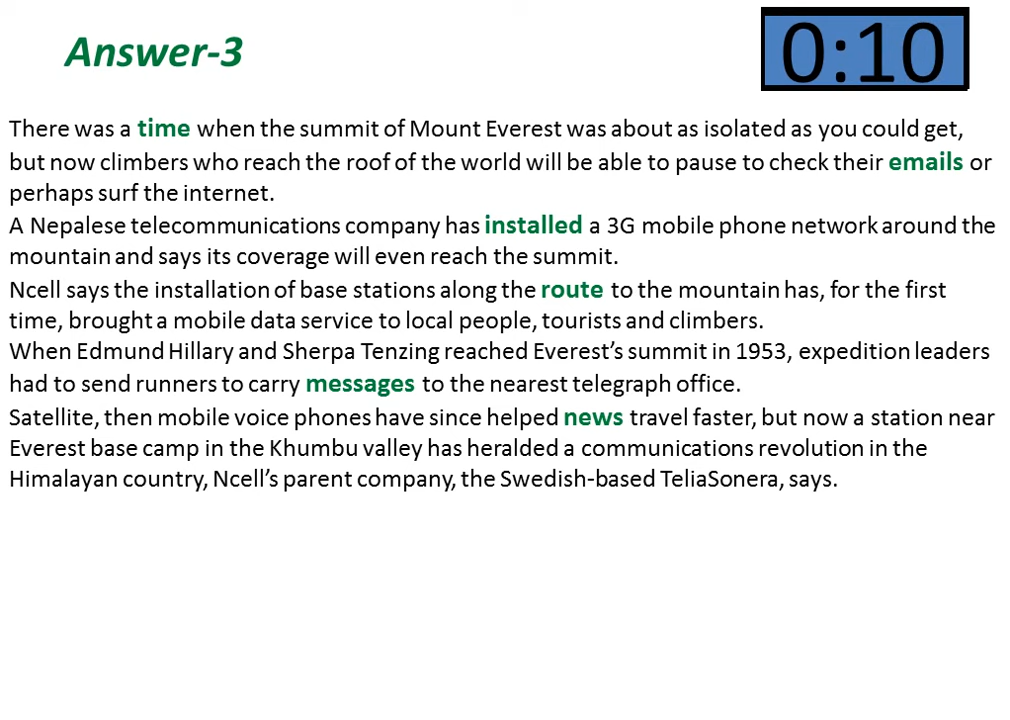 Answer-3
0:10
There was a time when the summit of Mount Everest was about as isolated as you could get,
but now climbers who reach the roof of the world will be able to pause to check their emails or
perhaps surf the internet.
A Nepalese telecommunications company has installed a 3G mobile phone network around the
mountain and says its coverage will even reach the summit.
Ncell says the installation of base stations along the route to the mountain has, for the first
time, brought a mobile data service to local people, tourists and climbers.
When Edmund Hillary and Sherpa Tenzing reached Everest’s summit in 1953, expedition leaders
had to send runners to carry messages to the nearest telegraph office.
Satellite, then mobile voice phones have since helped news travel faster, but now a station near
Everest base camp in the Khumbu valley has heralded a communications revolution in the
Himalayan country, Ncell’s parent company, the Swedish-based TeliaSonera, says.